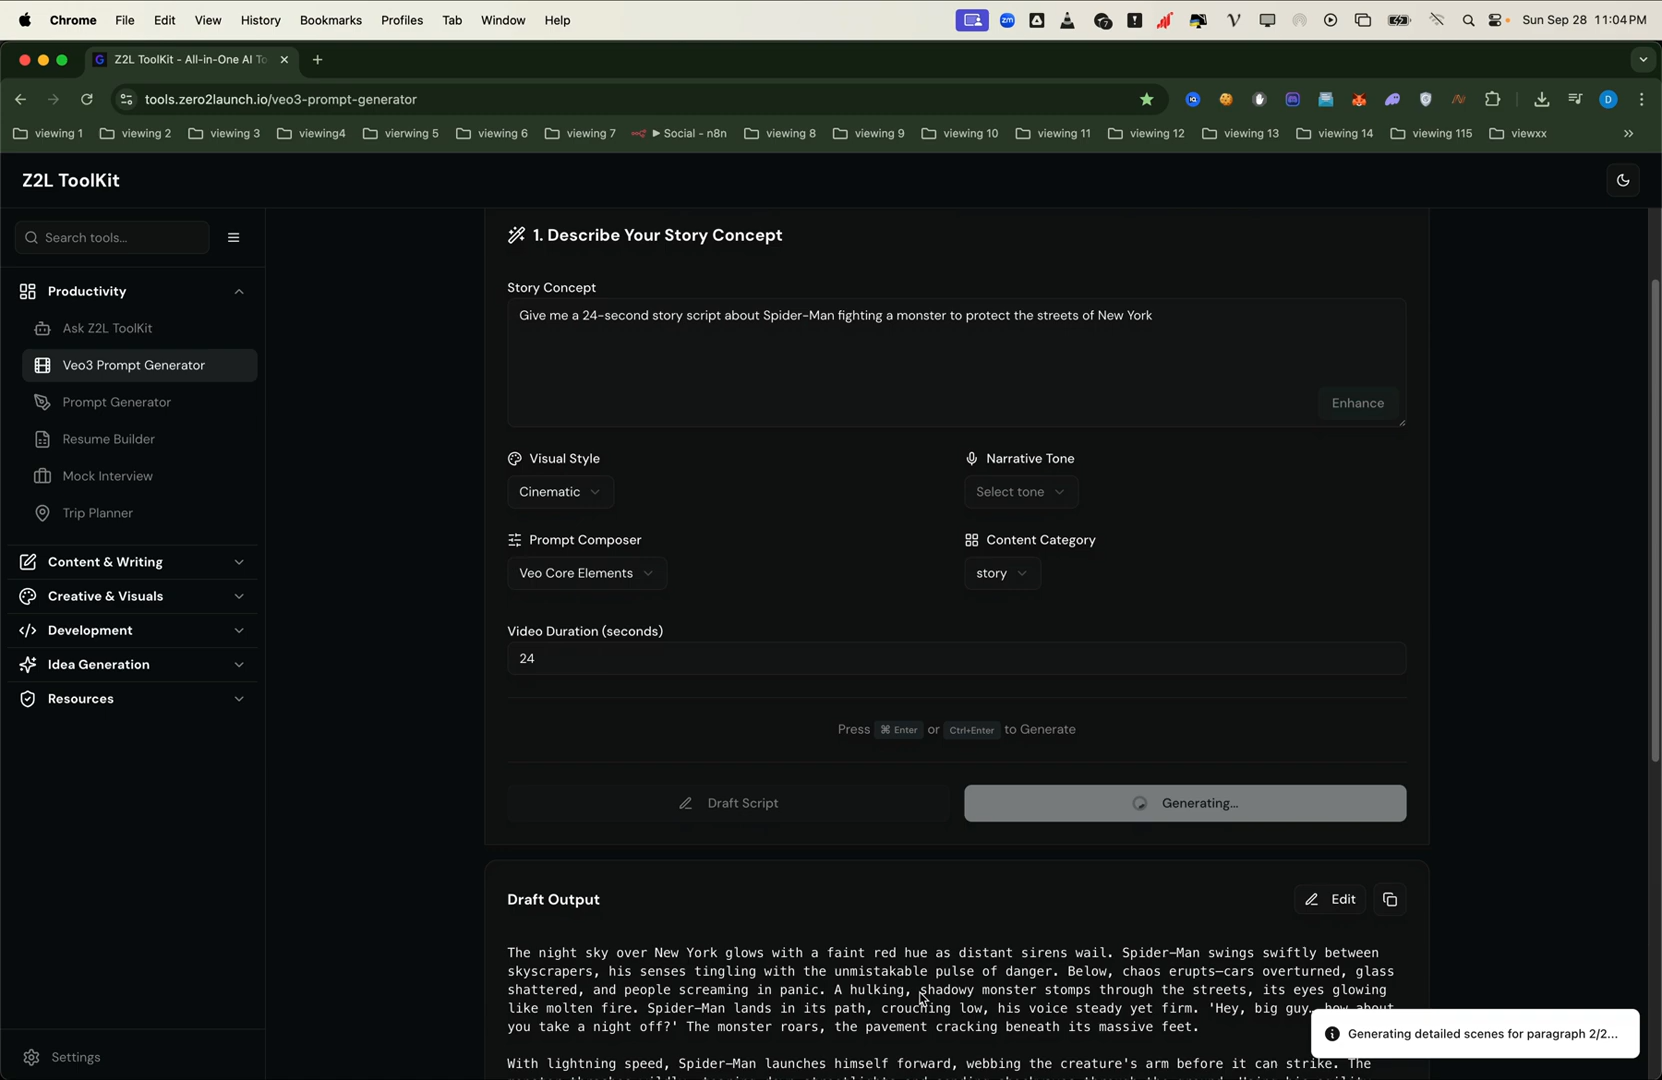 Chrome File Edit View History Bookmarks Profiles Tab Window Help Sun Sep 28 11:04 PM
Z2L ToolKit - All-in-One AI To
tools.zero2launch.io/veo3-prompt-generator
viewing 1 viewing 2 viewing 3 viewing4 vierwing 5 viewing 6 viewing 7 Social - n8n viewing 8 viewing 9 viewing 10 viewing 11 viewing 12 viewing 13 viewing 14 viewing 115 viewxx
Z2L ToolKit
Search tools...
Productivity
Ask Z2L ToolKit
Veo3 Prompt Generator
Prompt Generator
Resume Builder
Mock Interview
Trip Planner
Content & Writing
Creative & Visuals
Development
Idea Generation
Resources
Settings
1. Describe Your Story Concept
Story Concept
Give me a 24-second story script about Spider-Man fighting a monster to protect the streets of New York
Enhance
Visual Style
Cinematic
Narrative Tone
Select tone
Prompt Composer
Veo Core Elements
Content Category
story
Video Duration (seconds)
24
Press ⌘ Enter or Ctrl+Enter to Generate
Draft Script
Generating...
Draft Output
Edit
The night sky over New York glows with a faint red hue as distant sirens wail. Spider-Man swings swiftly between
skyscrapers, his senses tingling with the unmistakable pulse of danger. Below, chaos erupts—cars overturned, glass
shattered, and people screaming in panic. A hulking, shadowy monster stomps through the streets, its eyes glowing
like molten fire. Spider-Man lands in its path, crouching low, his voice steady yet firm. 'Hey, big guy, how about
you take a night off?' The monster roars, the pavement cracking beneath its massive feet.
With lightning speed, Spider-Man launches himself forward, webbing the creature's arm before it can strike. The
Generating detailed scenes for paragraph 2/2...